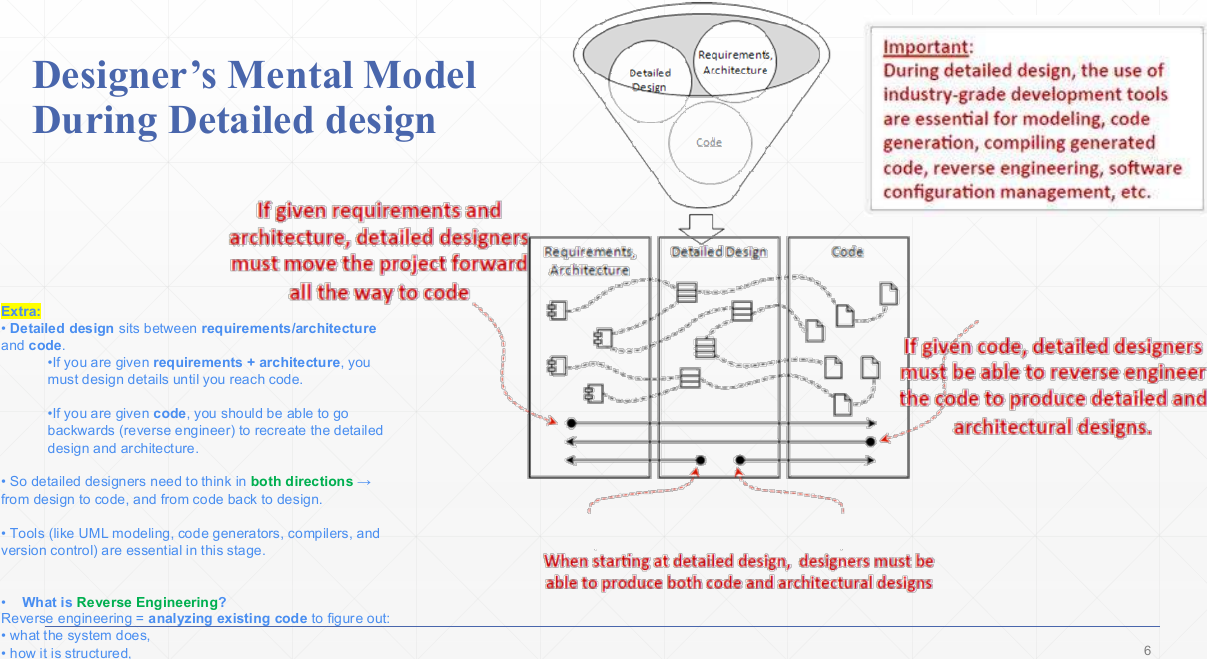 Designer's Mental Model
During Detailed design
Detailed
Design
Requirements,
Architecture
Code
Important:
During detailed design, the use of
industry-grade development tools
are essential for modeling, code
generation, compiling generated
code, reverse engineering, software
configuration management, etc.
If given requirements and
architecture, detailed designers
must move the project forward
all the way to code
Requirements,
Architecture
Detailed Design
Code
If given code, detailed designers
must be able to reverse engineer
the code to produce detailed and
architectural designs.
When starting at detailed design, designers must be
able to produce both code and architectural designs
Extra:
• Detailed design sits between requirements/architecture
and code.
•If you are given requirements + architecture, you
must design details until you reach code.
•If you are given code, you should be able to go
backwards (reverse engineer) to recreate the detailed
design and architecture.
• So detailed designers need to think in both directions →
from design to code, and from code back to design.
• Tools (like UML modeling, code generators, compilers, and
version control) are essential in this stage.
• What is Reverse Engineering?
Reverse engineering = analyzing existing code to figure out:
• what the system does,
• how it is structured,
6